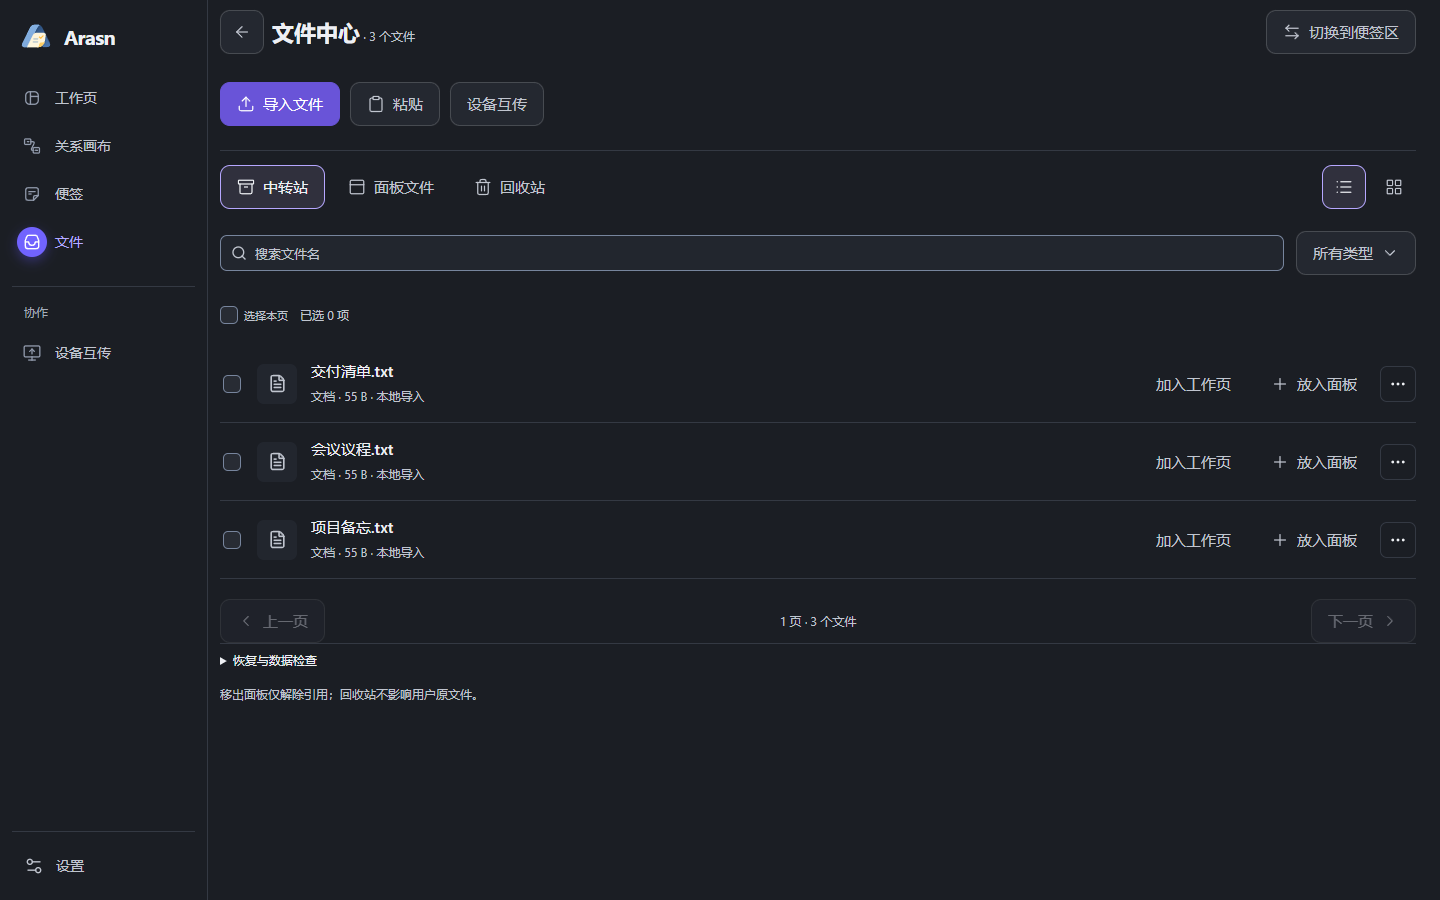 Arasn
工作页
关系画布
便签
文件
协作
设备互传
设置
文件中心 · 3 个文件
切换到便签区
导入文件
粘贴
设备互传
中转站
面板文件
回收站
搜索文件名
所有类型
选择本页 已选 0 项
交付清单.txt
文档 · 55 B · 本地导入
加入工作页
放入面板
会议议程.txt
文档 · 55 B · 本地导入
加入工作页
放入面板
项目备忘.txt
文档 · 55 B · 本地导入
加入工作页
放入面板
上一页
1 页 · 3 个文件
下一页
恢复与数据检查
移出面板仅解除引用；回收站不影响用户原文件。